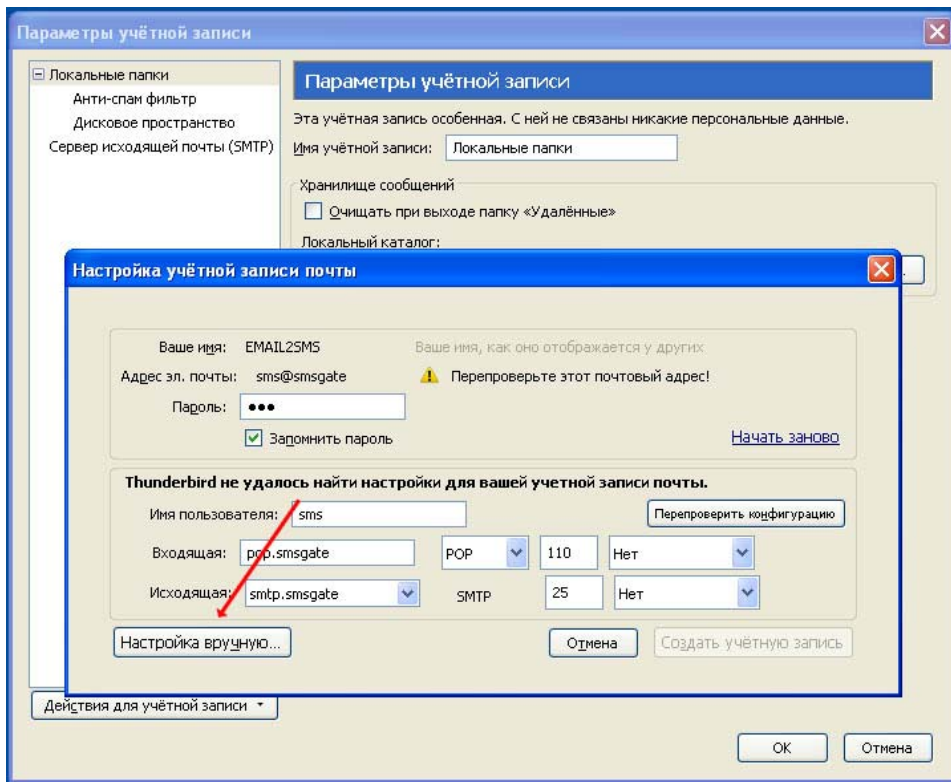 Параметры учётной записи
Локальные папки
Анти-спам фильтр
Дисковое пространство
Сервер исходящей почты (SMTP)
Параметры учётной записи
Эта учётная запись особенная. С ней не связаны никакие персональные данные.
Имя учётной записи: Локальные папки
Хранилище сообщений
Очищать при выходе папку «Удалённые»
Локальный каталог:
Настройка учётной записи почты
Ваше имя: EMAIL2SMS Ваше имя, как оно отображается у других
Адрес эл. почты: sms@smsgate Перепроверьте этот почтовый адрес!
Пароль: •••
Запомнить пароль Начать заново
Thunderbird не удалось найти настройки для вашей учетной записи почты.
Имя пользователя: sms Перепроверить конфигурацию
Входящая: pop.smsgate POP 110 Нет
Исходящая: smtp.smsgate SMTP 25 Нет
Настройка вручную... Отмена Создать учётную запись
Действия для учётной записи
OK Отмена